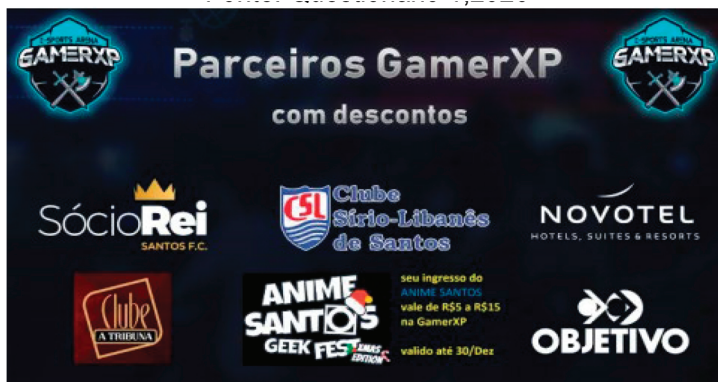 E-SPORTS ARENA
GAMERXP
Parceiros GamerXP
com descontos
E-SPORTS ARENA
GAMERXP
SócioRei
SANTOS F.C.
CSL
Clube
Sírio-Libanês
de Santos
NOVOTEL
HOTELS, SUITES & RESORTS
Clube
A TRIBUNA
ANIME
SANTOS
GEEK FEST
XMAS
EDITION
seu ingresso do
ANIME SANTOS
vale de R$5 a R$15
na GamerXP
valido até 30/Dez
OBJETIVO